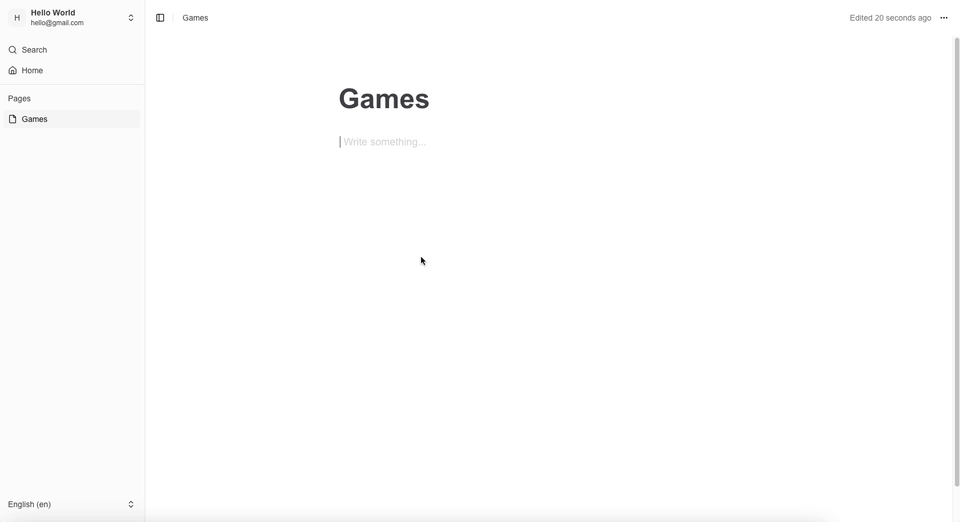 H
Hello World
hello@gmail.com
Search
Home
Pages
Games
English (en)
Games
Edited 20 seconds ago
Games
Write something...